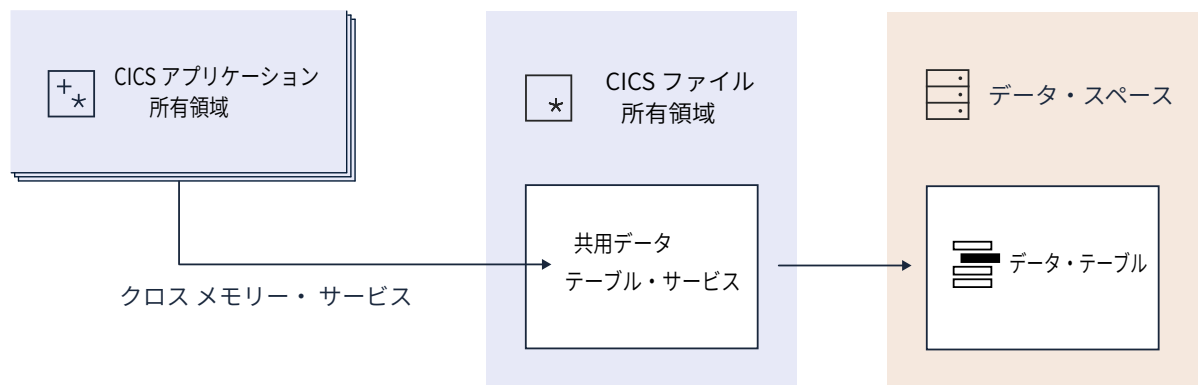 CICS アプリケーション
所有領域
CICS ファイル
所有領域
データ・スペース
共用データ
テーブル・サービス
データ・テーブル
クロス メモリー・ サービス